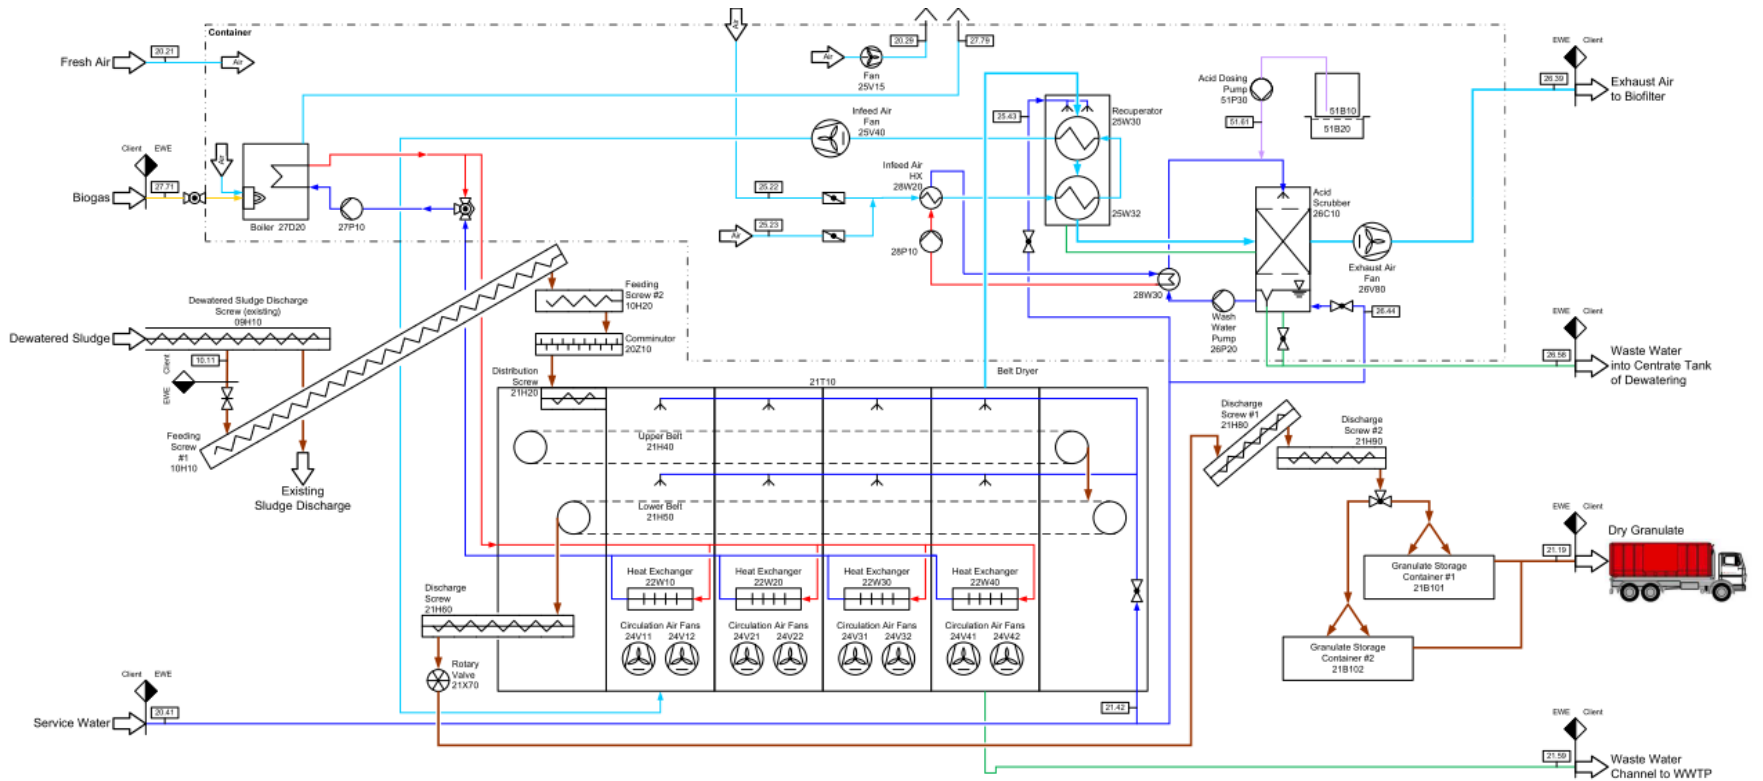 Container
Fresh Air
20.21
Air
Air
Air
Fan
25V15
20.29
27.79
Infeed Air
Fan
25V40
Recuperator
25W30
25W32
25.43
Acid Dosing
Pump
51P30
51.61
51B10
51B20
EWE
Client
26.39
Exhaust Air
to Biofilter
Client
EWE
Biogas
27.71
Air
Boiler 27D20
27P10
25.22
25.23
Air
Infeed Air
HX
28W20
28P10
28W30
Acid
Scrubber
26C10
Exhaust Air
Fan
26V80
Wash
Water
Pump
26P20
26.44
EWE
Client
26.58
Waste Water
into Centrate Tank
of Dewatering
Dewatered Sludge Discharge
Screw (existing)
09H10
Dewatered Sludge
10.11
Client
EWE
Feeding
Screw
#1
10H10
Existing
Sludge Discharge
Feeding
Screw #2
10H20
Comminutor
20Z10
Distribution
Screw
21H20
21T10
Belt Dryer
Upper Belt
21H40
Lower Belt
21H50
Discharge
Screw #1
21H80
Discharge
Screw #2
21H90
Heat Exchanger
22W10
Heat Exchanger
22W20
Heat Exchanger
22W30
Heat Exchanger
22W40
Circulation Air Fans
24V11
24V12
Circulation Air Fans
24V21
24V22
Circulation Air Fans
24V31
24V32
Circulation Air Fans
24V41
24V42
Discharge
Screw
21H60
Rotary
Valve
21X70
Granulate Storage
Container #1
21B101
Granulate Storage
Container #2
21B102
EWE
Client
21.19
Dry Granulate
Client
EWE
Service Water
20.41
21.42
EWE
Client
21.59
Waste Water
Channel to WWTP